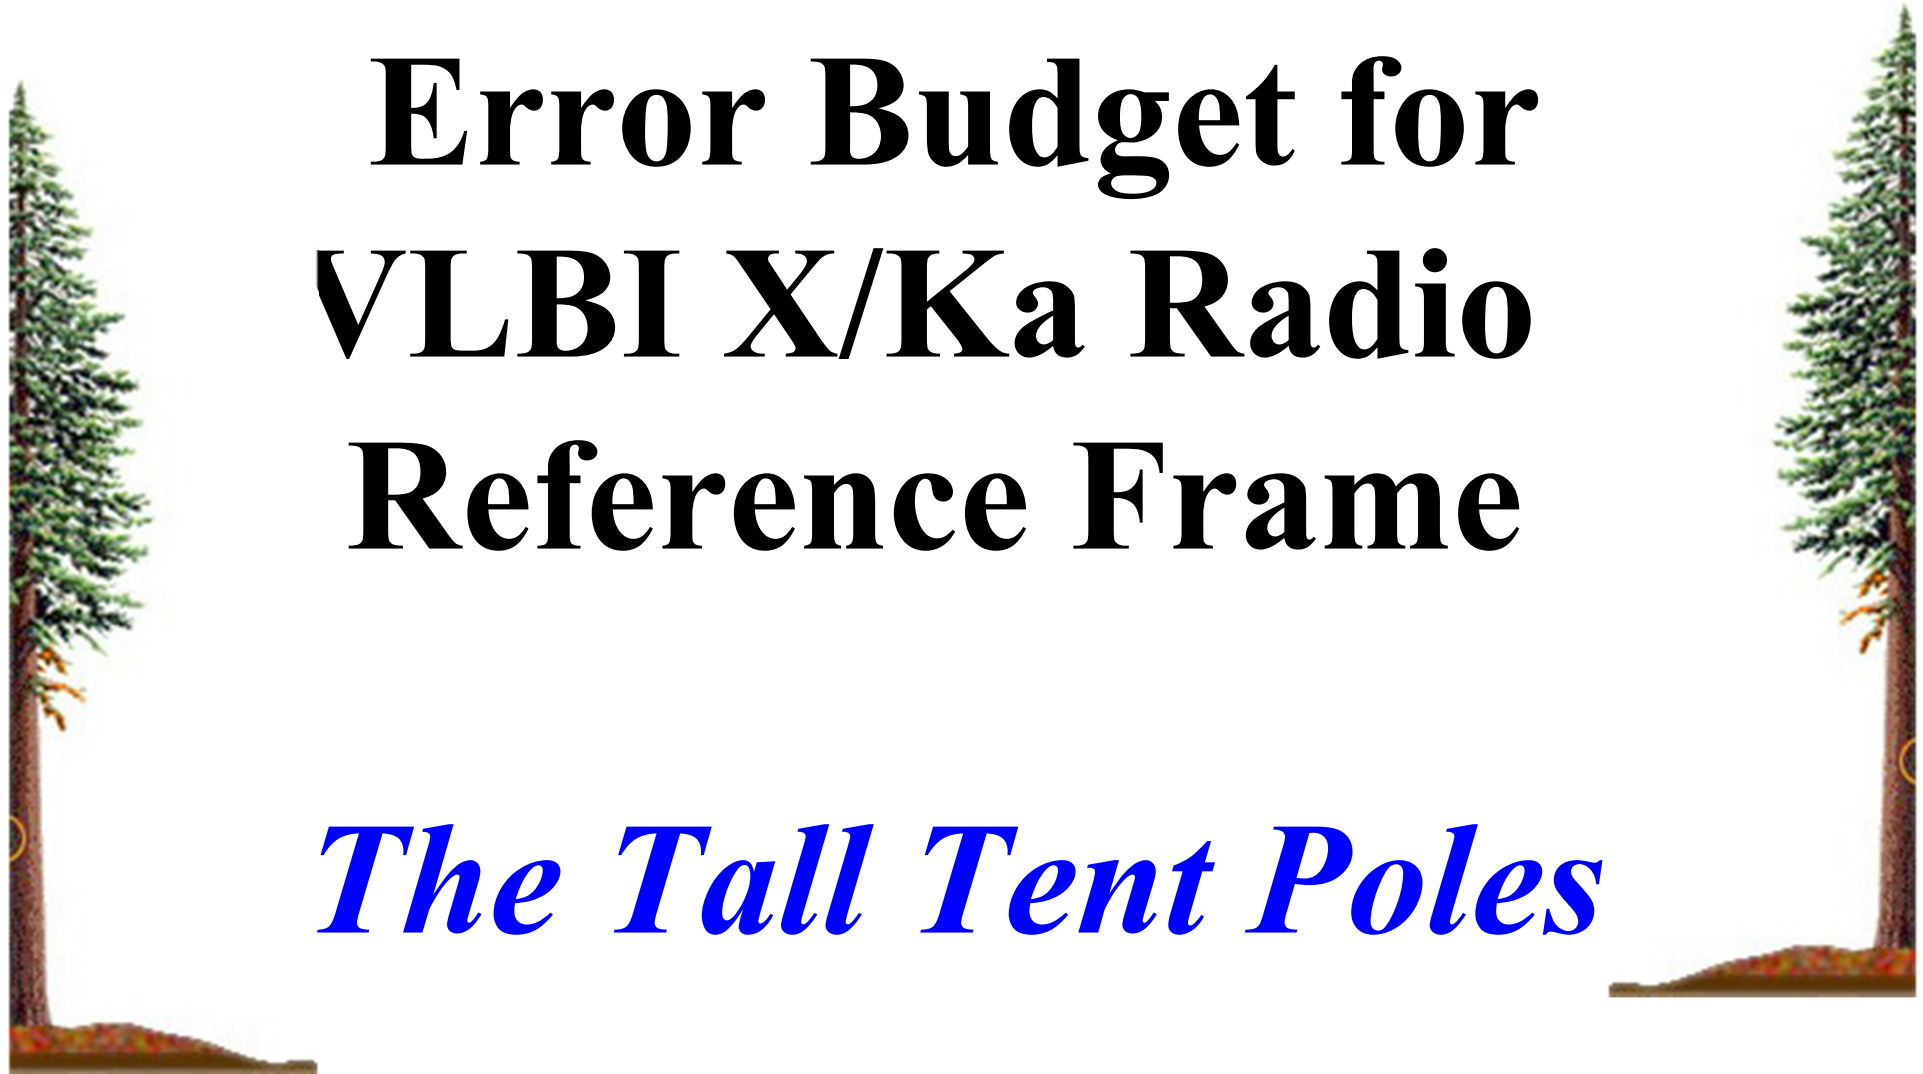 Error Budget for
VLBI X/Ka Radio
Reference Frame
The Tall Tent Poles